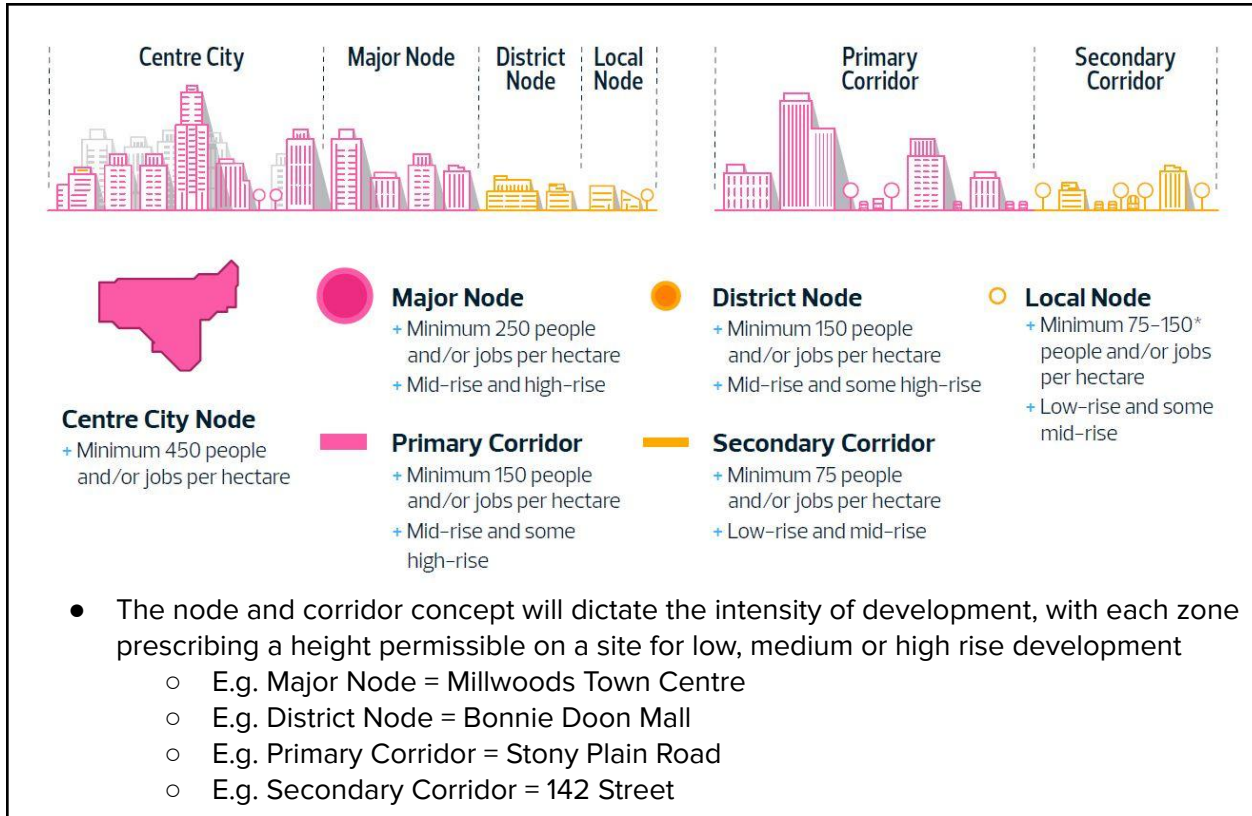 Centre City
Major Node
District
Node
Local
Node
Primary
Corridor
Secondary
Corridor
Centre City Node
+ Minimum 450 people
and/or jobs per hectare
Major Node
+ Minimum 250 people
and/or jobs per hectare
+ Mid-rise and high-rise
Primary Corridor
+ Minimum 150 people
and/or jobs per hectare
+ Mid-rise and some
high-rise
District Node
+ Minimum 150 people
and/or jobs per hectare
+ Mid-rise and some high-rise
Secondary Corridor
+ Minimum 75 people
and/or jobs per hectare
+ Low-rise and mid-rise
Local Node
+ Minimum 75-150*
people and/or jobs
per hectare
+ Low-rise and some
mid-rise
● The node and corridor concept will dictate the intensity of development, with each zone
prescribing a height permissible on a site for low, medium or high rise development
○ E.g. Major Node = Millwoods Town Centre
○ E.g. District Node = Bonnie Doon Mall
○ E.g. Primary Corridor = Stony Plain Road
○ E.g. Secondary Corridor = 142 Street